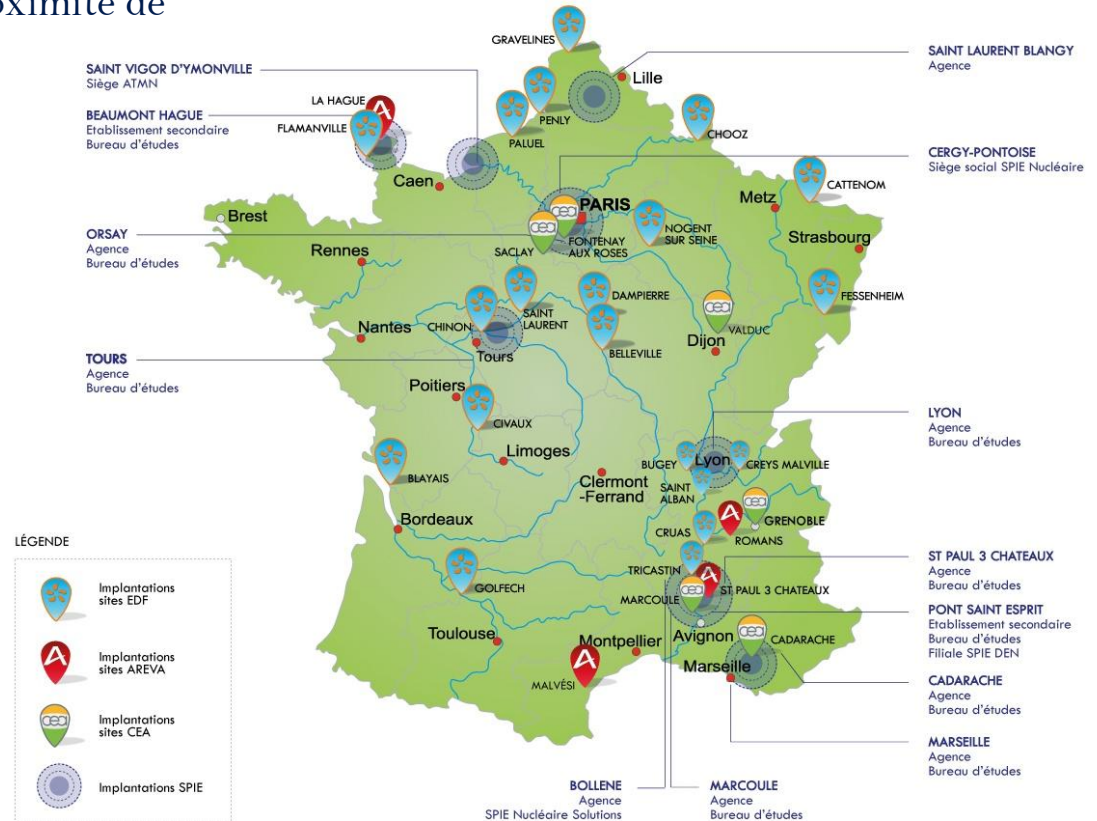 oximité de
GRAVELINES
SAINT LAURENT BLANGY
Agence
SAINT VIGOR D'YMONVILLE
Siège ATMN
Lille
LA HAGUE
BEAUMONT HAGUE
Etablissement secondaire
Bureau d'études
FLAMANVILLE
PENLY
PALUEL
CHOOZ
CERGY-PONTOISE
Siège social SPIE Nucléaire
Caen
CATTENOM
Metz
PARIS
Brest
NOGENT
SUR SEINE
ORSAY
Agence
Bureau d'études
Strasbourg
Rennes
SACLAY
FONTENAY
AUX ROSES
DAMPIERRE
FESSENHEIM
SAINT
LAURENT
CHINON
Nantes
VALDUC
Dijon
BELLEVILLE
TOURS
Agence
Bureau d'études
Tours
Poitiers
CIVAUX
LYON
Agence
Bureau d'études
Limoges
BUGEY
Lyon
CREYS MALVILLE
BLAYAIS
Clermont
-Ferrand
SAINT
ALBAN
Bordeaux
GRENOBLE
CRUAS
ROMANS
LÉGENDE
ST PAUL 3 CHATEAUX
Agence
Bureau d'études
TRICASTIN
GOLFECH
ST PAUL 3 CHATEAUX
MARCOULE
Implantations
sites EDF
PONT SAINT ESPRIT
Etablissement secondaire
Bureau d'études
Filiale SPIE DEN
Toulouse
Montpellier
Avignon
CADARACHE
Implantations
sites AREVA
Marseille
MALVÉSI
CADARACHE
Agence
Bureau d'études
cea
Implantations
sites CEA
MARSEILLE
Agence
Bureau d'études
Implantations SPIE
BOLLENE
Agence
SPIE Nucléaire Solutions
MARCOULE
Agence
Bureau d'études